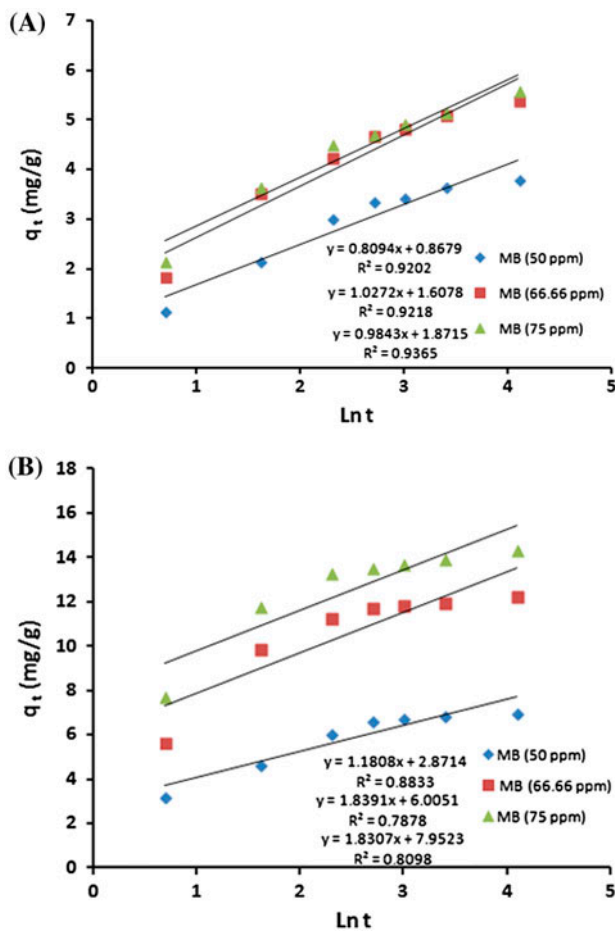 (A)
7
6
5
4
3
2
1
0
q t (mg/g)
y = 0.8094x + 0.8679
R² = 0.9202
y = 1.0272x + 1.6078
R² = 0.9218
y = 0.9843x + 1.8715
R² = 0.9365
MB (50 ppm)
MB (66.66 ppm)
MB (75 ppm)
0 1 2 3 4 5
Ln t
(B)
18
16
14
12
10
8
6
4
2
0
q t (mg/g)
y = 1.1808x + 2.8714
R² = 0.8833
y = 1.8391x + 6.0051
R² = 0.7878
y = 1.8307x + 7.9523
R² = 0.8098
MB (50 ppm)
MB (66.66 ppm)
MB (75 ppm)
0 1 2 3 4 5
Ln t